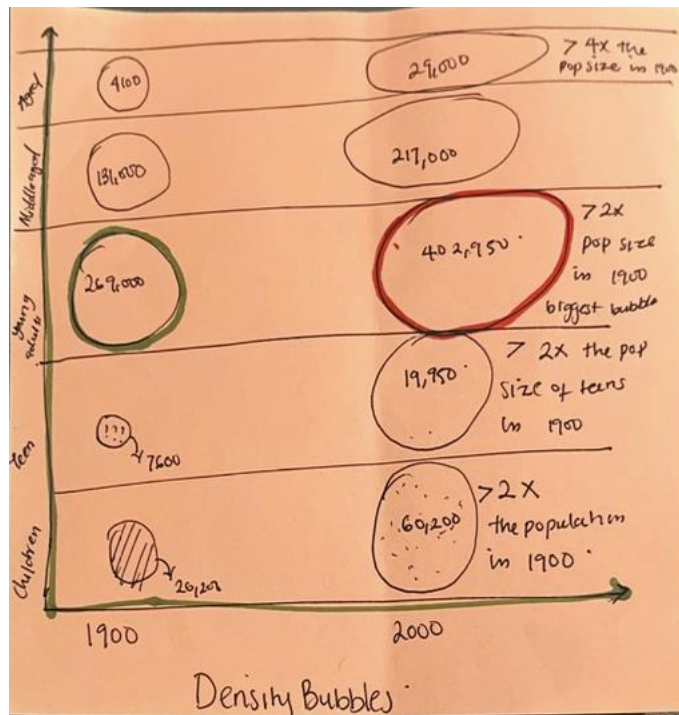 Aged
4100
29,000
> 4x the
pop size in 1900
Middleaged
131,000
217,000
Young
adults
269,000
402,950
> 2x
pop size
in 1900
biggest bubble
Teen
7600
19,950
> 2x the pop
size of teens
in 1900
Children
20,200
60,200
> 2x
the population
in 1900
1900
2000
Density Bubbles